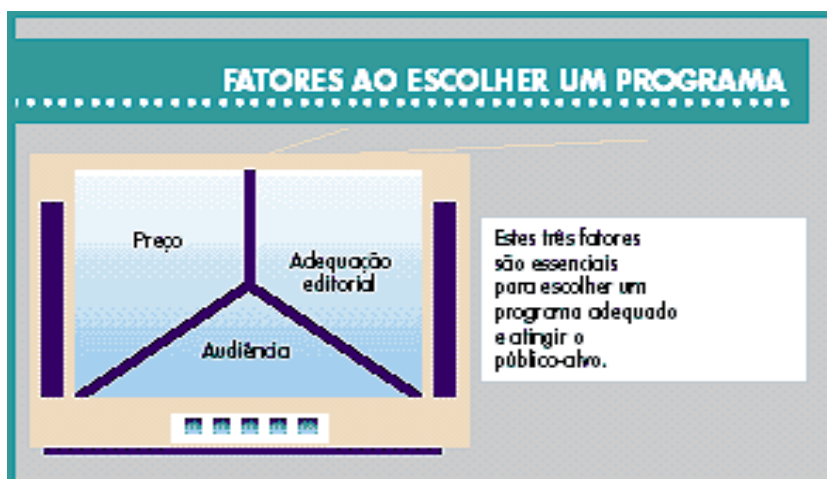 FATORES AO ESCOLHER UM PROGRAMA
Preço
Adequação
editorial
Audiência
Estes três fatores
são essenciais
para escolher um
programa adequado
e atingir o
público-alvo.